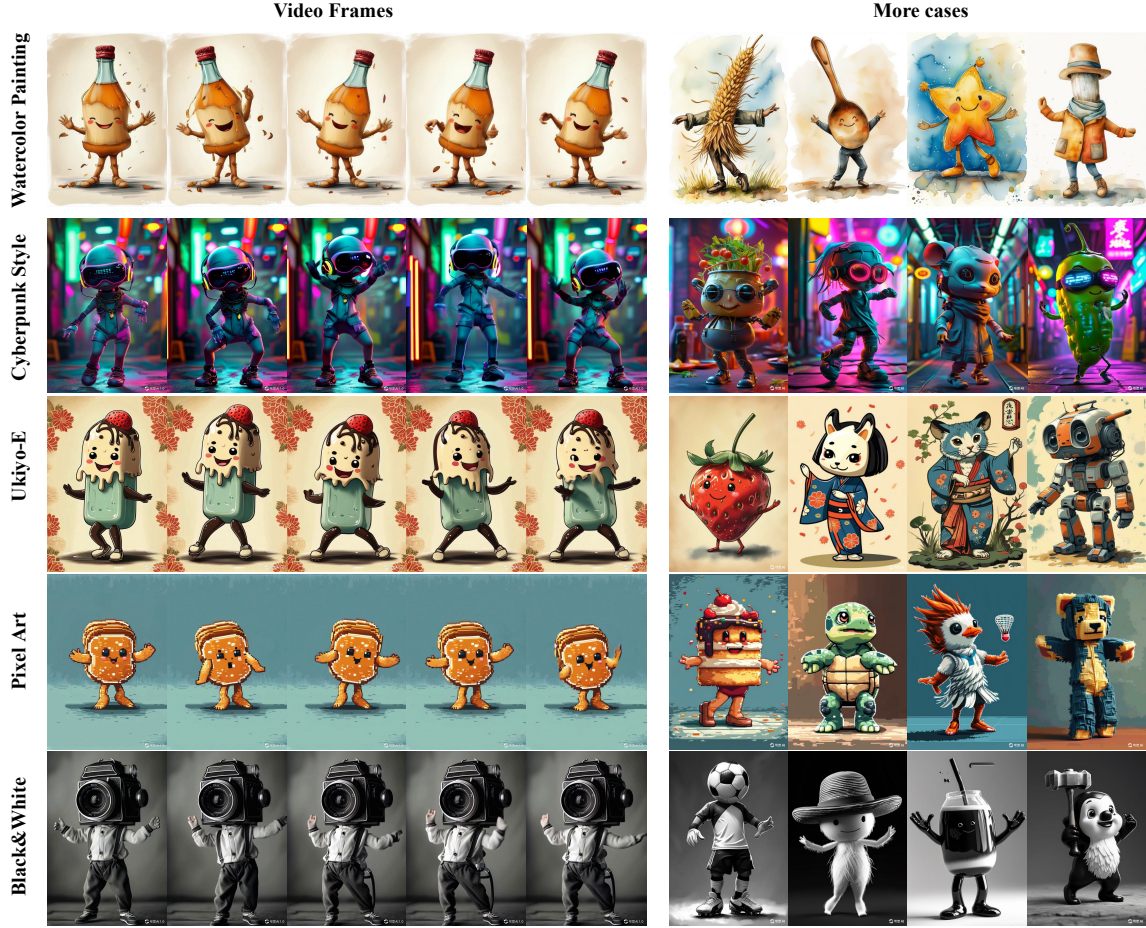 Video Frames
More cases
Watercolor Painting
Cyberpunk Style
Ukiyo-E
Pixel Art
Black&White